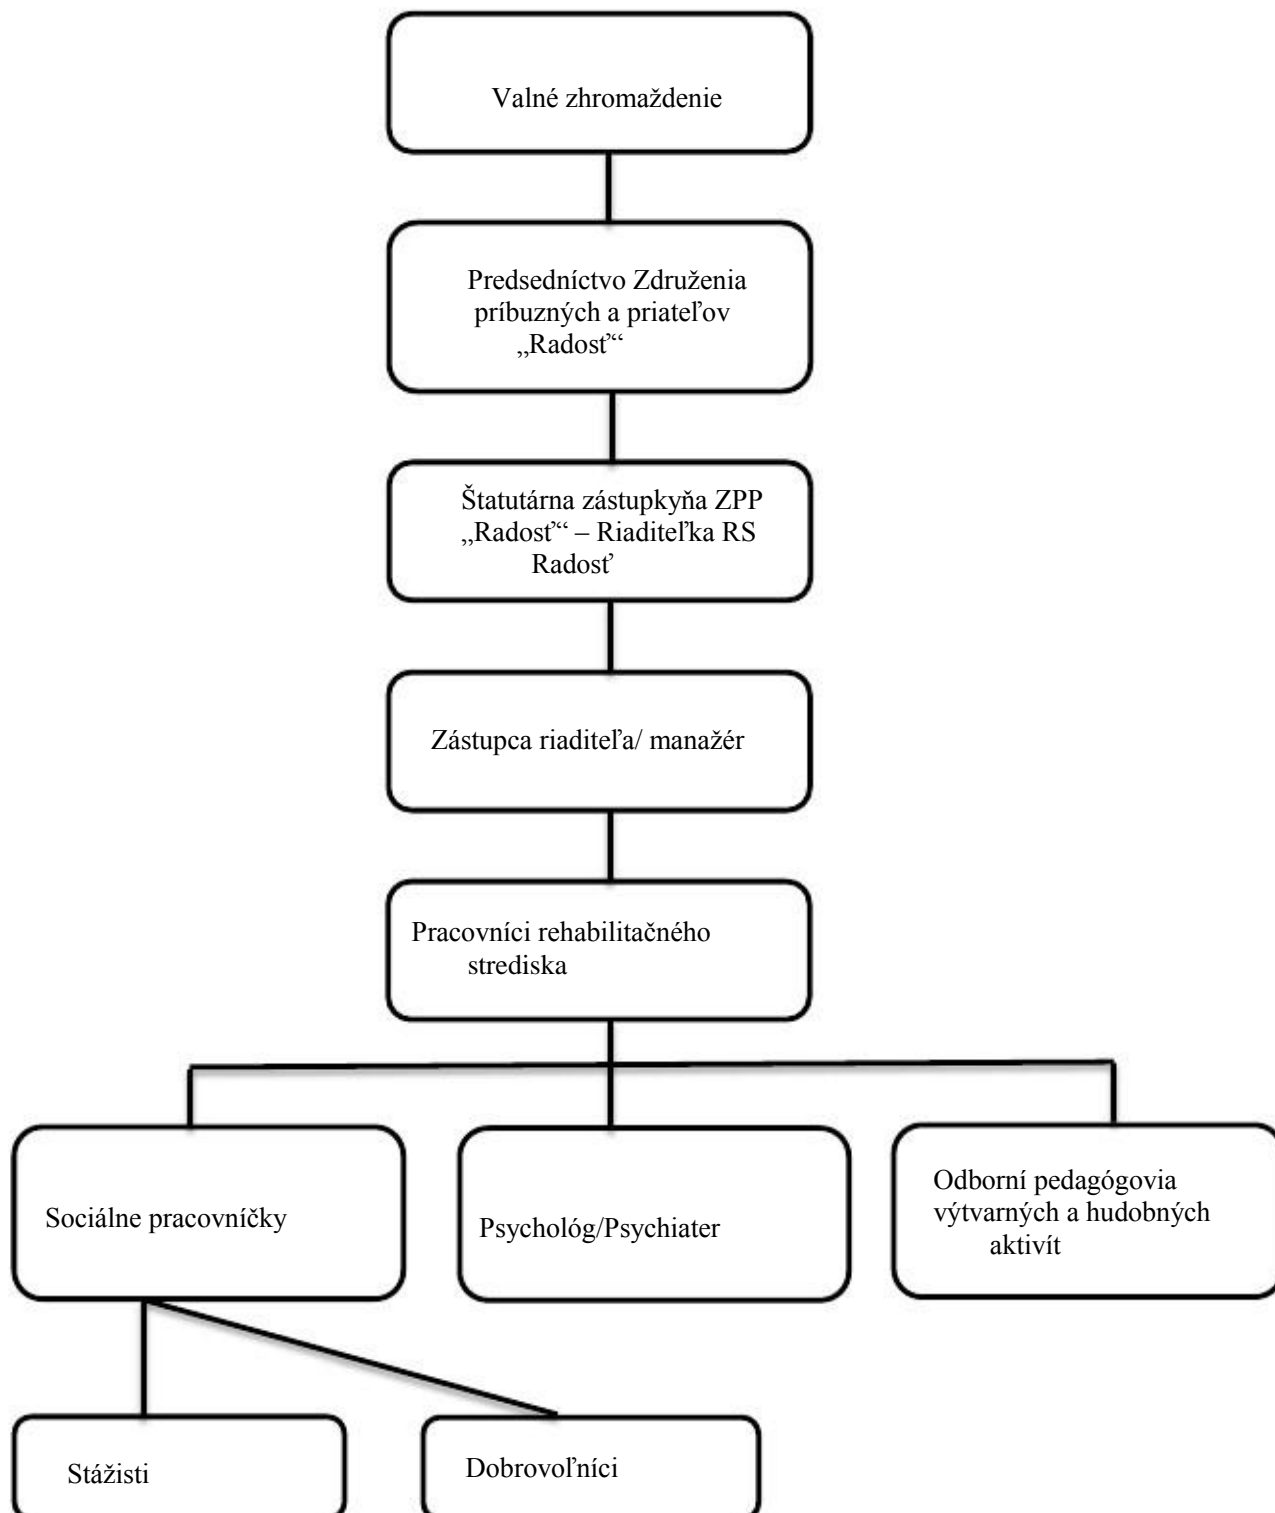 Valné zhromaždenie
Predsedníctvo Združenia
príbuzných a priateľov
„Radosť“
Štatutárna zástupkyňa ZPP
„Radosť“ – Riaditeľka RS
Radosť
Zástupca riaditeľa/ manažér
Pracovníci rehabilitačného
strediska
Sociálne pracovníčky
Psychológ/Psychiater
Odborní pedagógovia
výtvarných a hudobných
aktivít
Stážisti
Dobrovoľníci